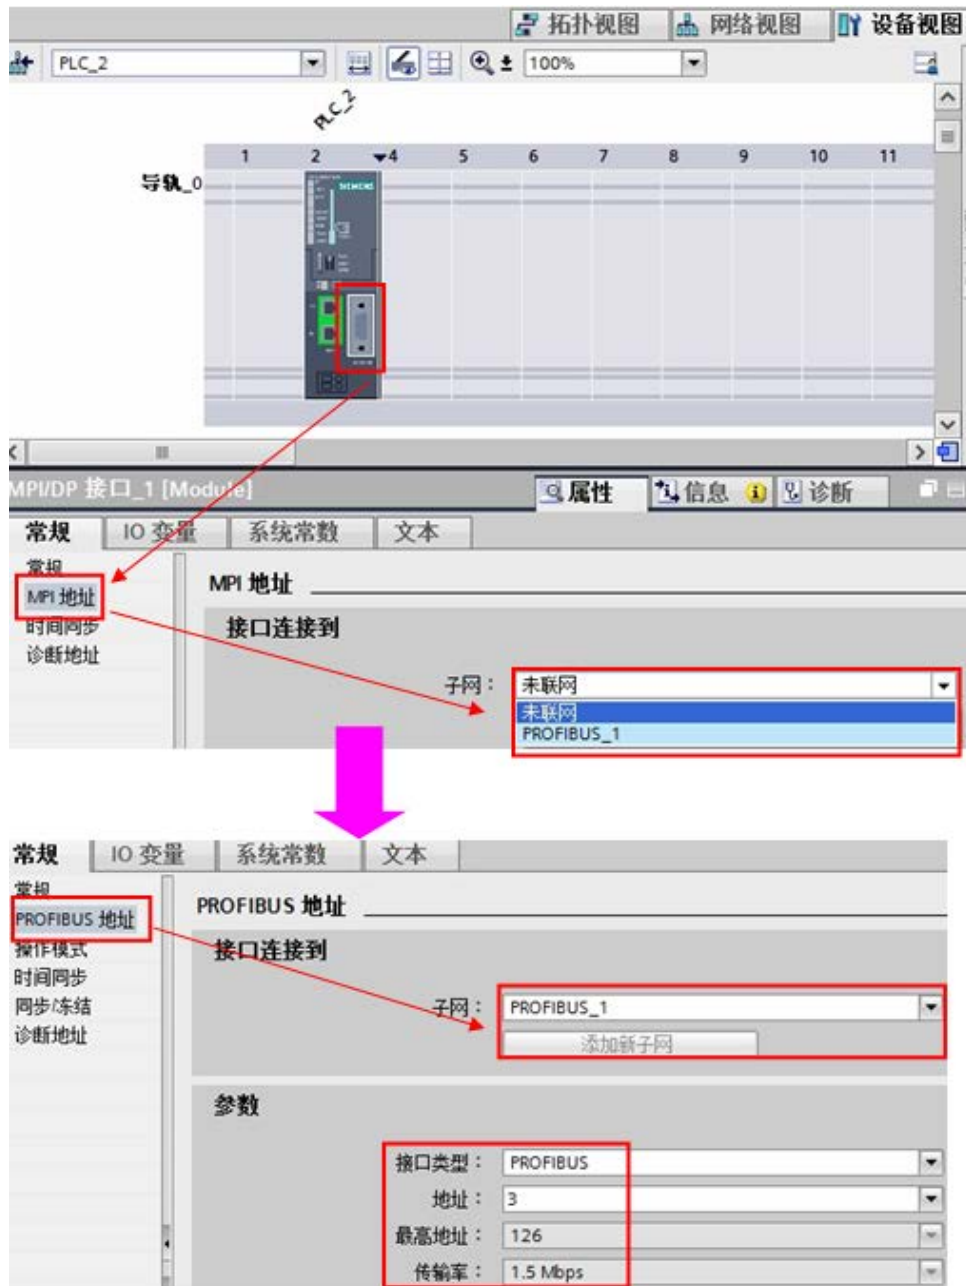 拓扑视图 网络视图 设备视图
PLC_2 100%
PLC_2
1 2 4 5 6 7 8 9 10 11
导轨_0
SIEMENS
MPI/DP 接口_1 [Module] 属性 信息 诊断
常规 IO 变量 系统常数 文本
常规
MPI 地址
时间同步
诊断地址
MPI 地址
接口连接到
子网： 未联网
未联网
PROFIBUS_1
常规 IO 变量 系统常数 文本
常规
PROFIBUS 地址
操作模式
时间同步
同步/冻结
诊断地址
PROFIBUS 地址
接口连接到
子网： PROFIBUS_1
添加新子网
参数
接口类型： PROFIBUS
地址： 3
最高地址： 126
传输率： 1.5 Mbps